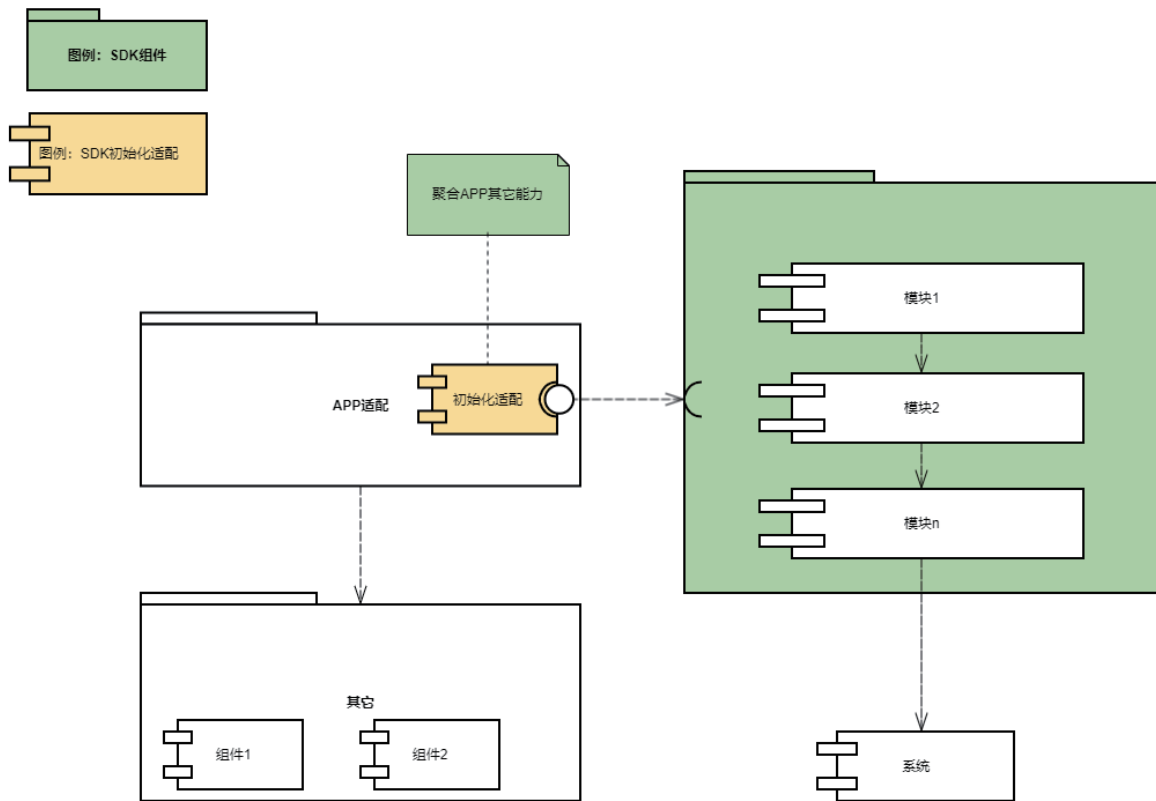 图例：SDK组件
图例：SDK初始化适配
聚合APP其它能力
模块1
APP适配
初始化适配
模块2
模块n
其它
组件1
组件2
系统